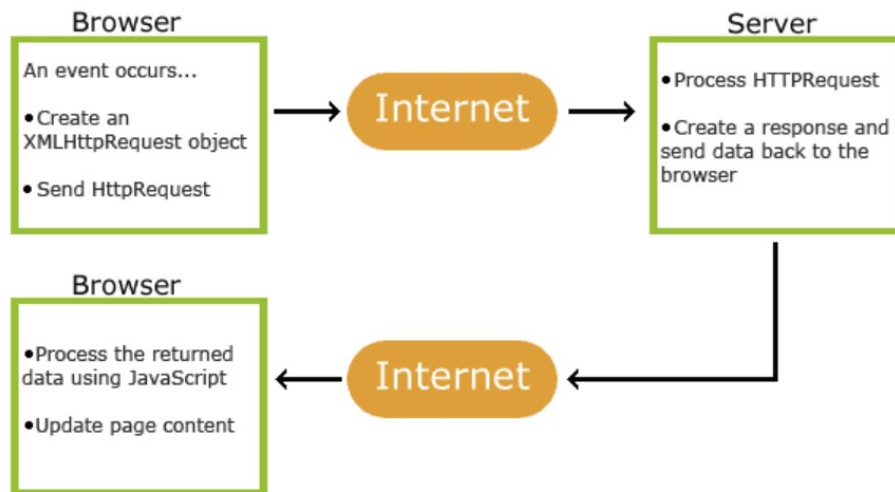 Browser
An event occurs...
•Create an
XMLHttpRequest object
• Send HttpRequest
Internet
Server
• Process HTTPRequest
• Create a response and
send data back to the
browser
Browser
•Process the returned
data using JavaScript
•Update page content
Internet